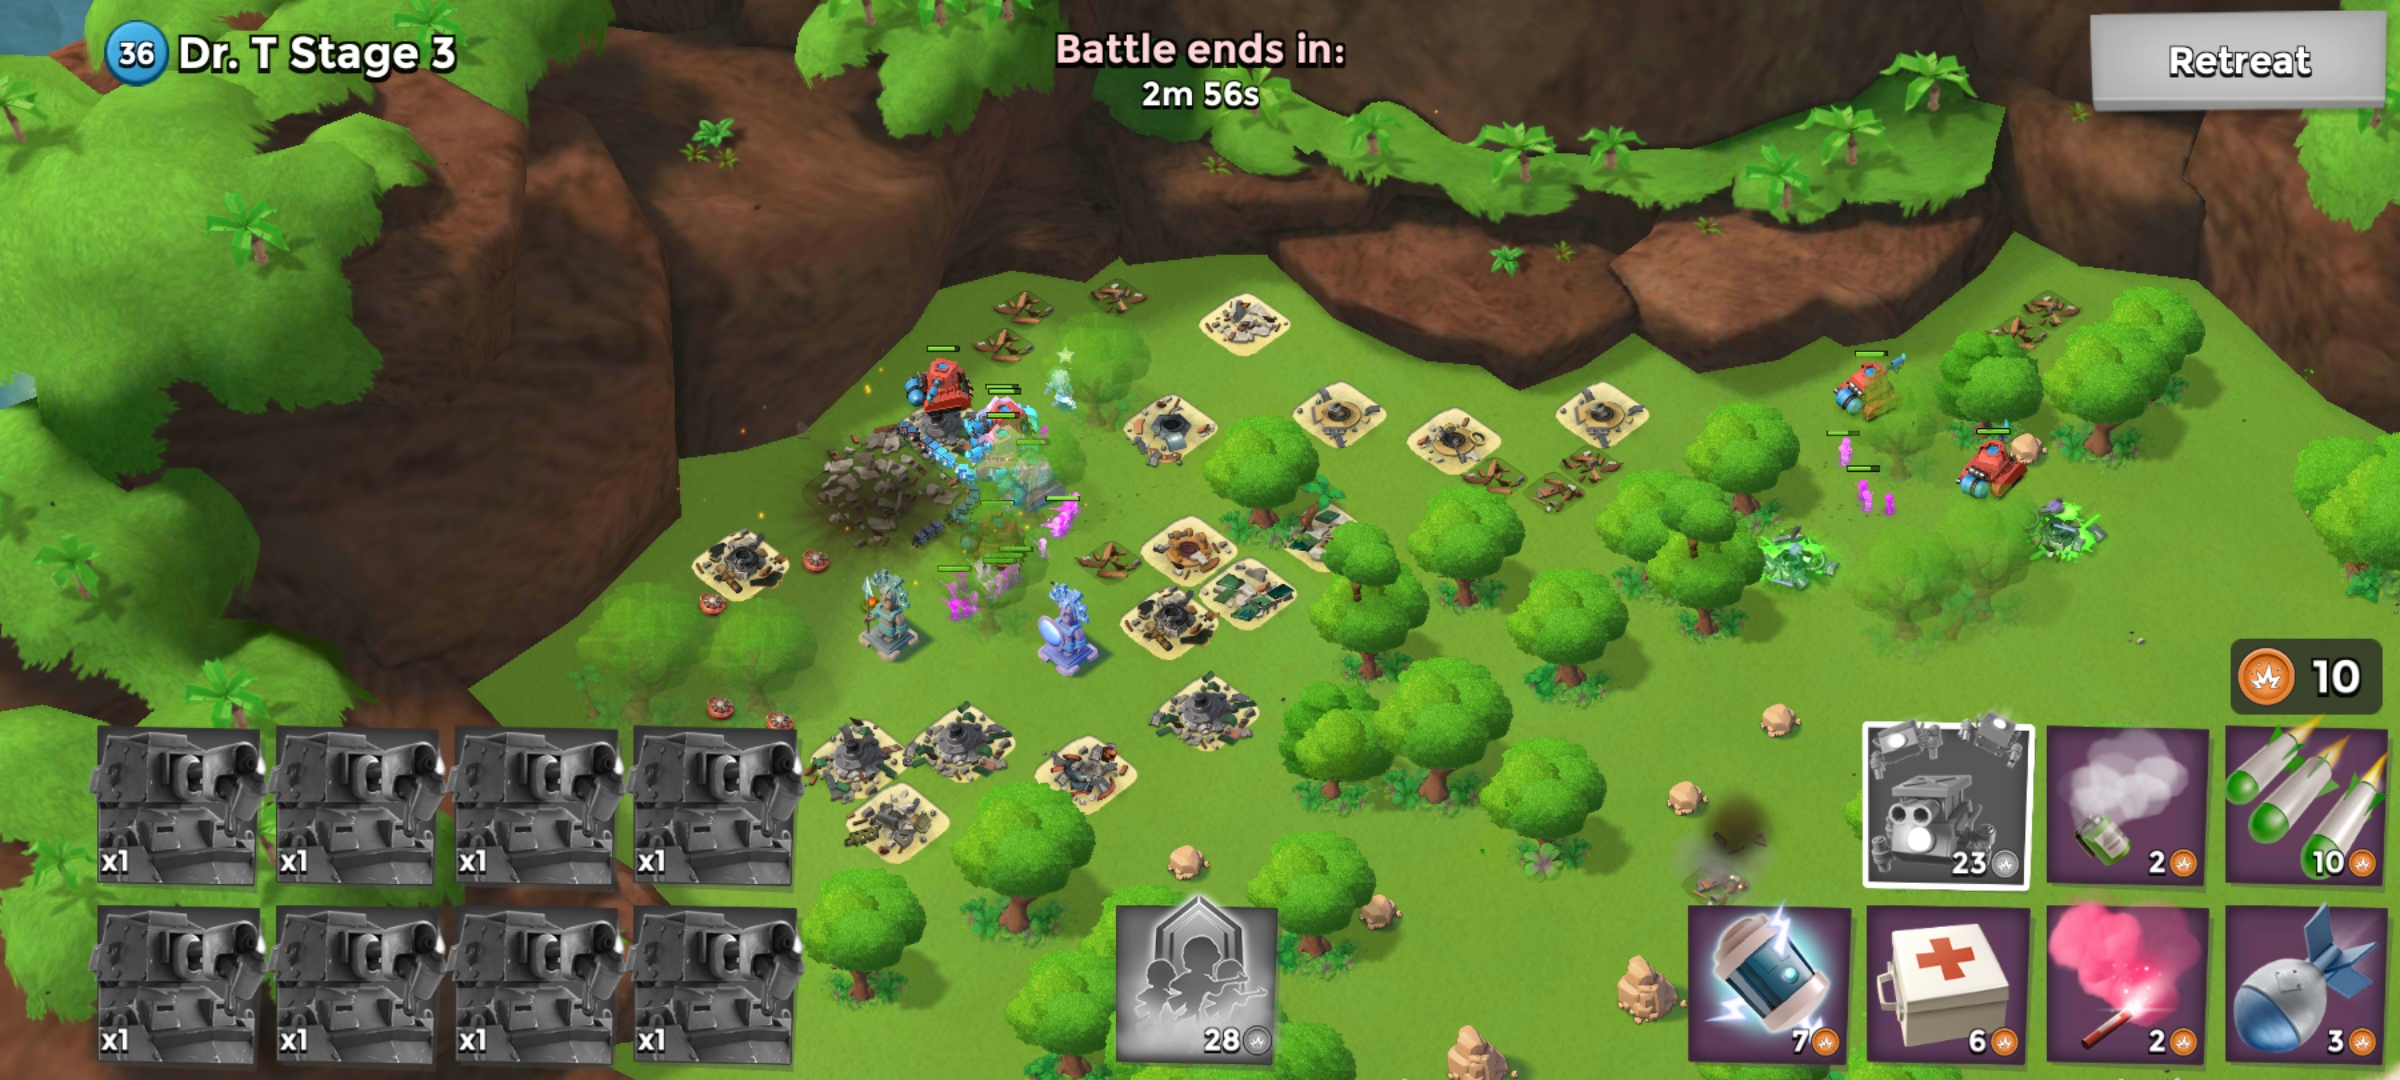 36 Dr. T Stage 3
Battle ends in:
2m 56s
Retreat
10
x1 x1 x1 x1
23 2 10
x1 x1 x1 x1
28
7 6 2 3